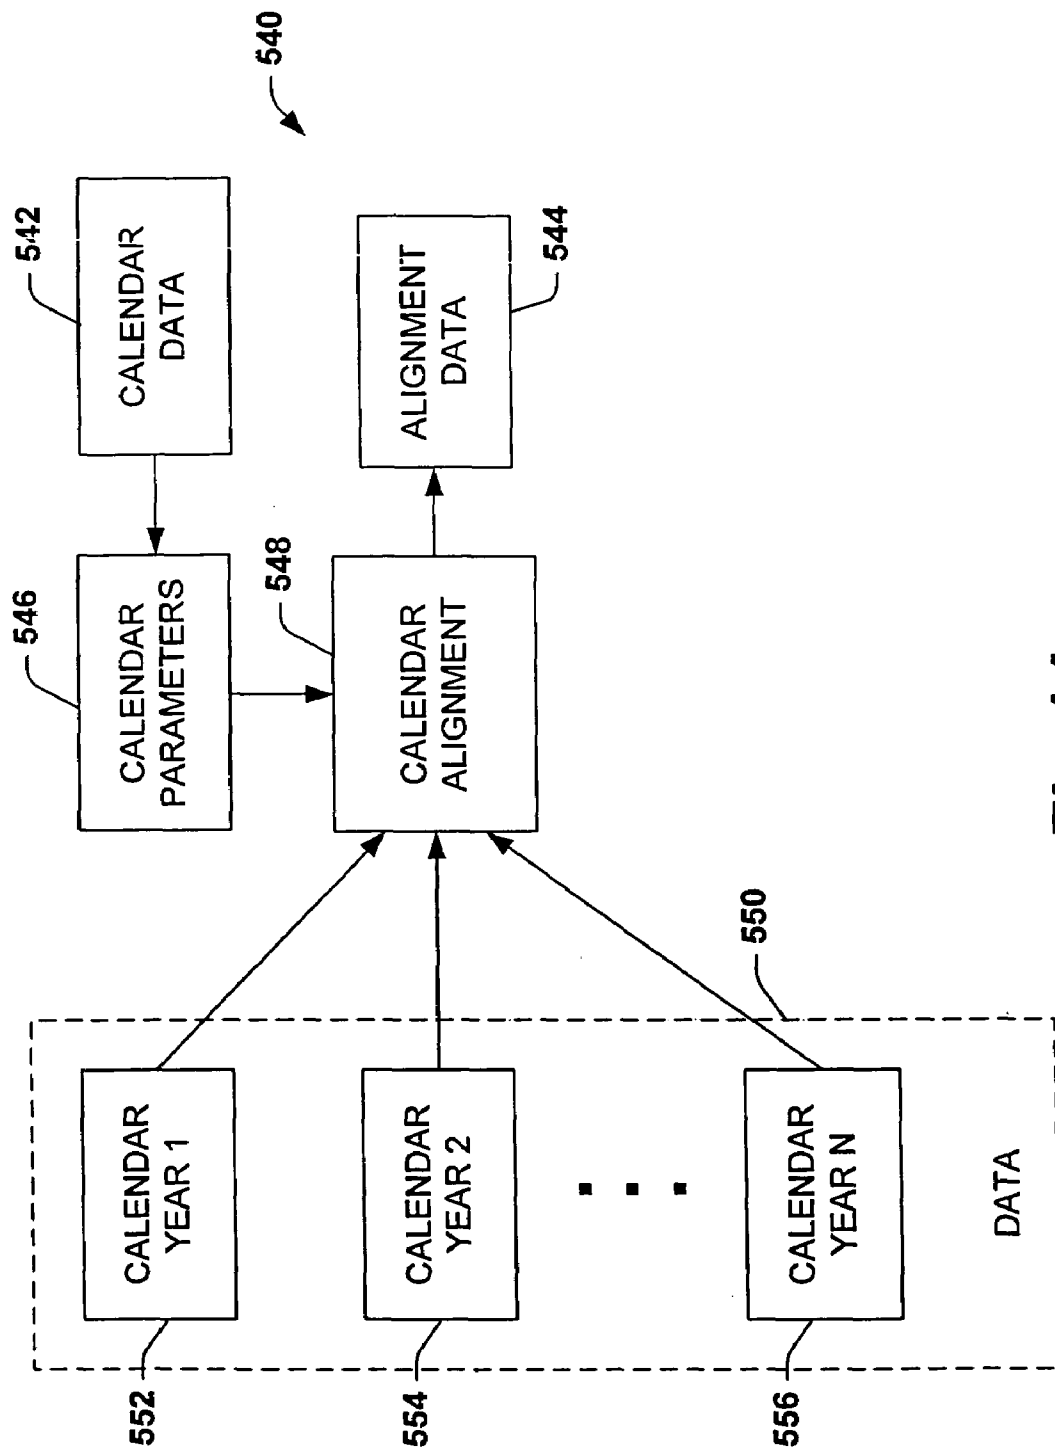 540
542
CALENDAR
DATA
546
CALENDAR
PARAMETERS
548
CALENDAR
ALIGNMENT
544
ALIGNMENT
DATA
550
552
CALENDAR
YEAR 1
554
CALENDAR
YEAR 2
556
CALENDAR
YEAR N
DATA